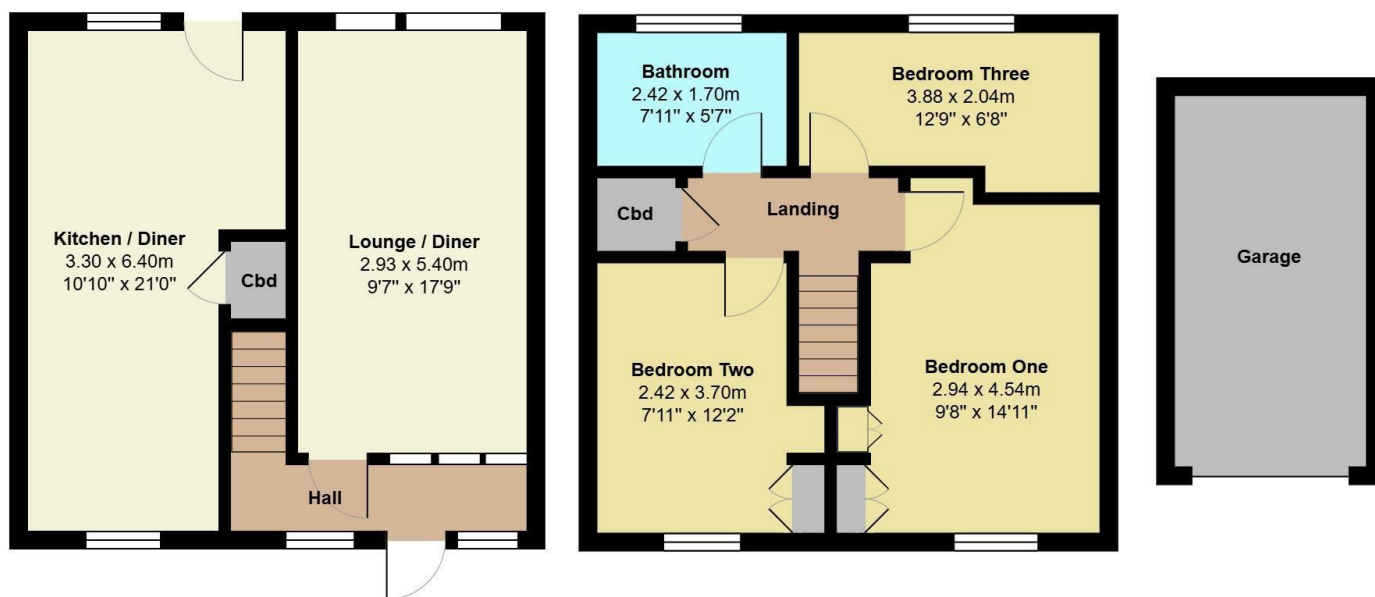 Kitchen / Diner
3.30 x 6.40m
10'10" x 21'0"
Cbd
Lounge / Diner
2.93 x 5.40m
9'7" x 17'9"
Hall
Bathroom
2.42 x 1.70m
7'11" x 5'7"
Bedroom Three
3.88 x 2.04m
12'9" x 6'8"
Cbd
Landing
Bedroom Two
2.42 x 3.70m
7'11" x 12'2"
Bedroom One
2.94 x 4.54m
9'8" x 14'11"
Garage